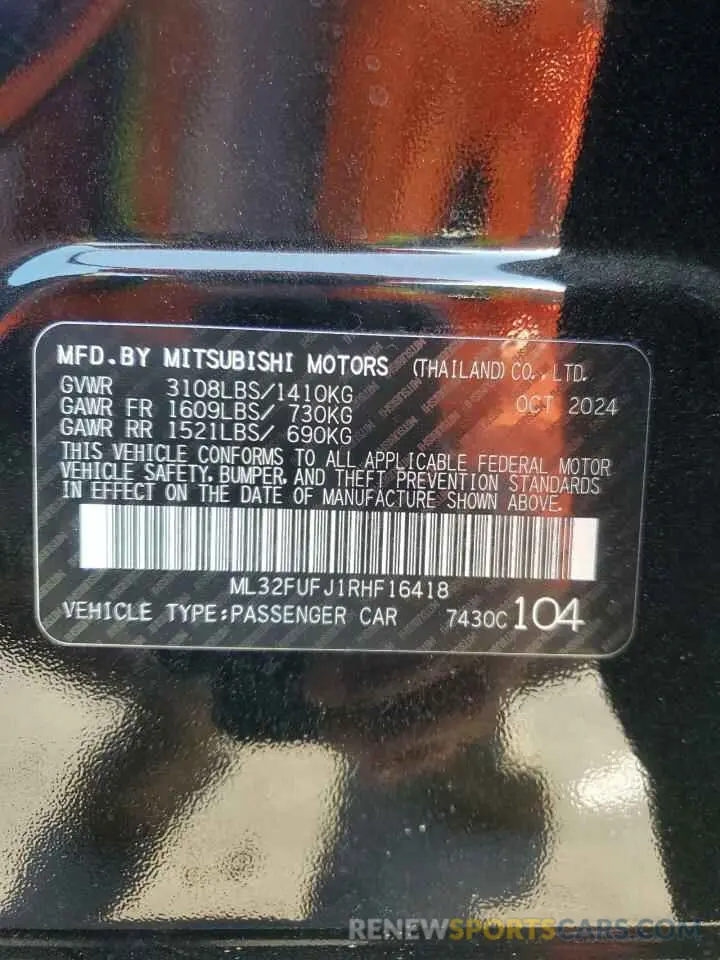 MFD.BY MITSUBISHI MOTORS (THAILAND) CO.,LTD.
GVWR 3108LBS/1410KG OCT 2024
GAWR FR 1609LBS/ 730KG
GAWR RR 1521LBS/ 690KG
THIS VEHICLE CONFORMS TO ALL APPLICABLE FEDERAL MOTOR
VEHICLE SAFETY, BUMPER, AND THEFT PREVENTION STANDARDS
IN EFFECT ON THE DATE OF MANUFACTURE SHOWN ABOVE.
ML32FUFJ1RHF16418
VEHICLE TYPE:PASSENGER CAR 7430C 104
RENEWSPORTSCARS.COM